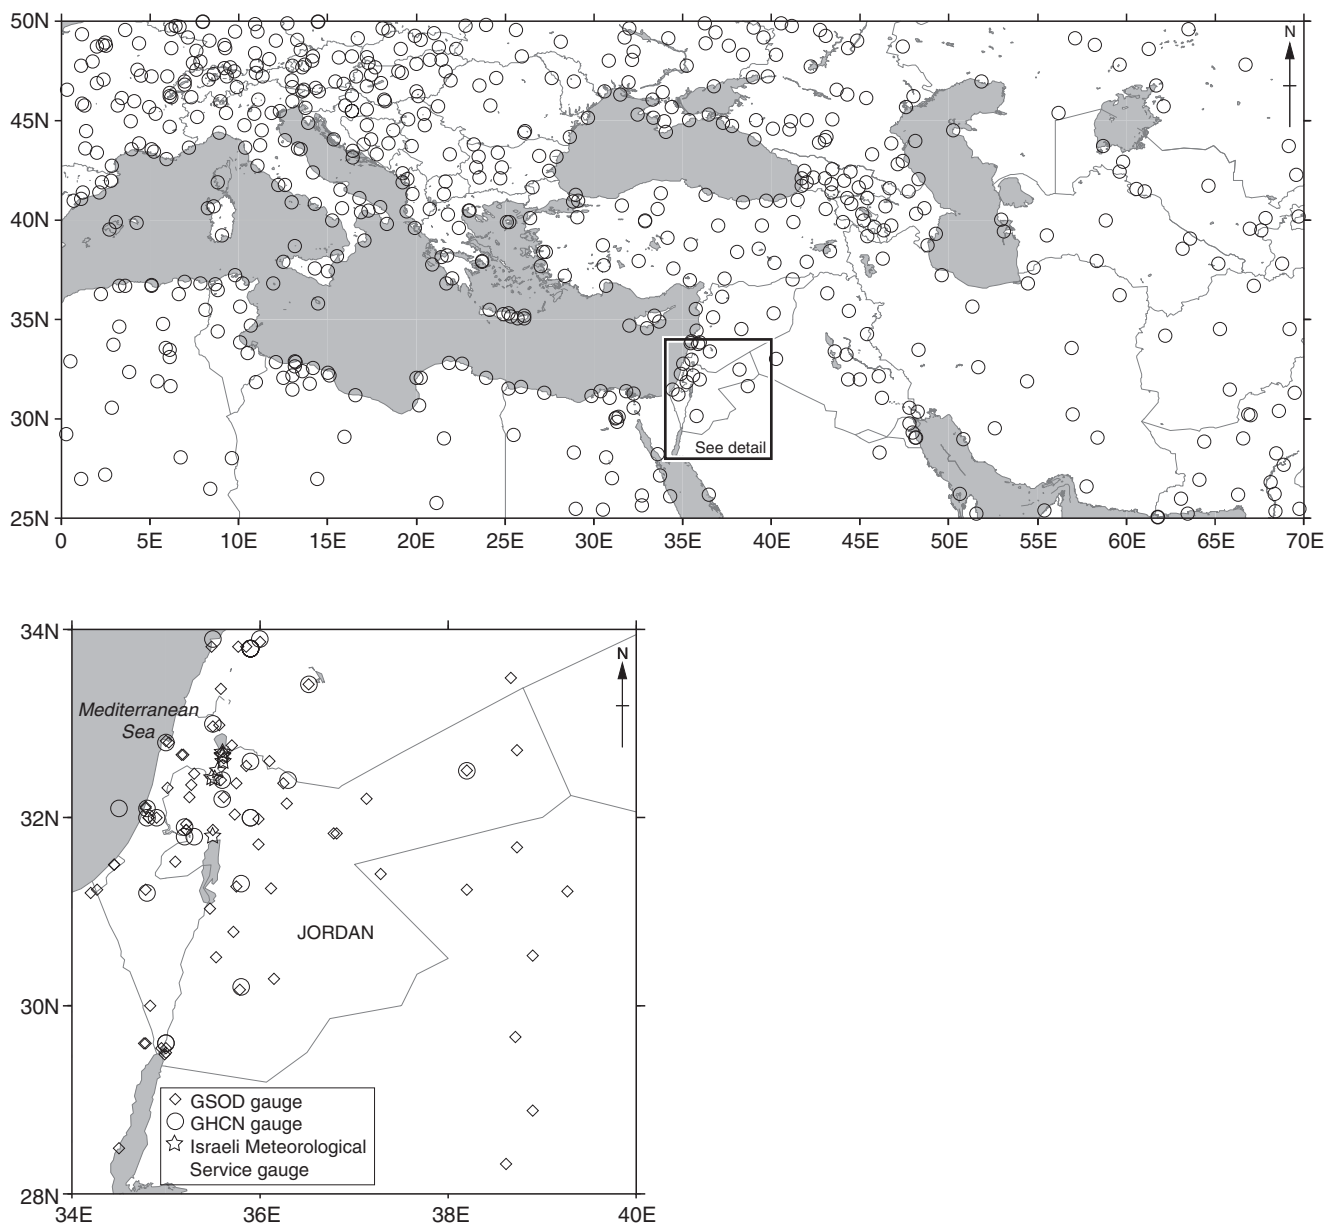 50N
45N
40N
35N
30N
25N
N
See detail
0 5E 10E 15E 20E 25E 30E 35E 40E 45E 50E 55E 60E 65E 70E
34N
N
Mediterranean
Sea
32N
JORDAN
30N
GSOD gauge
GHCN gauge
Israeli Meteorological
Service gauge
28N
34E 36E 38E 40E